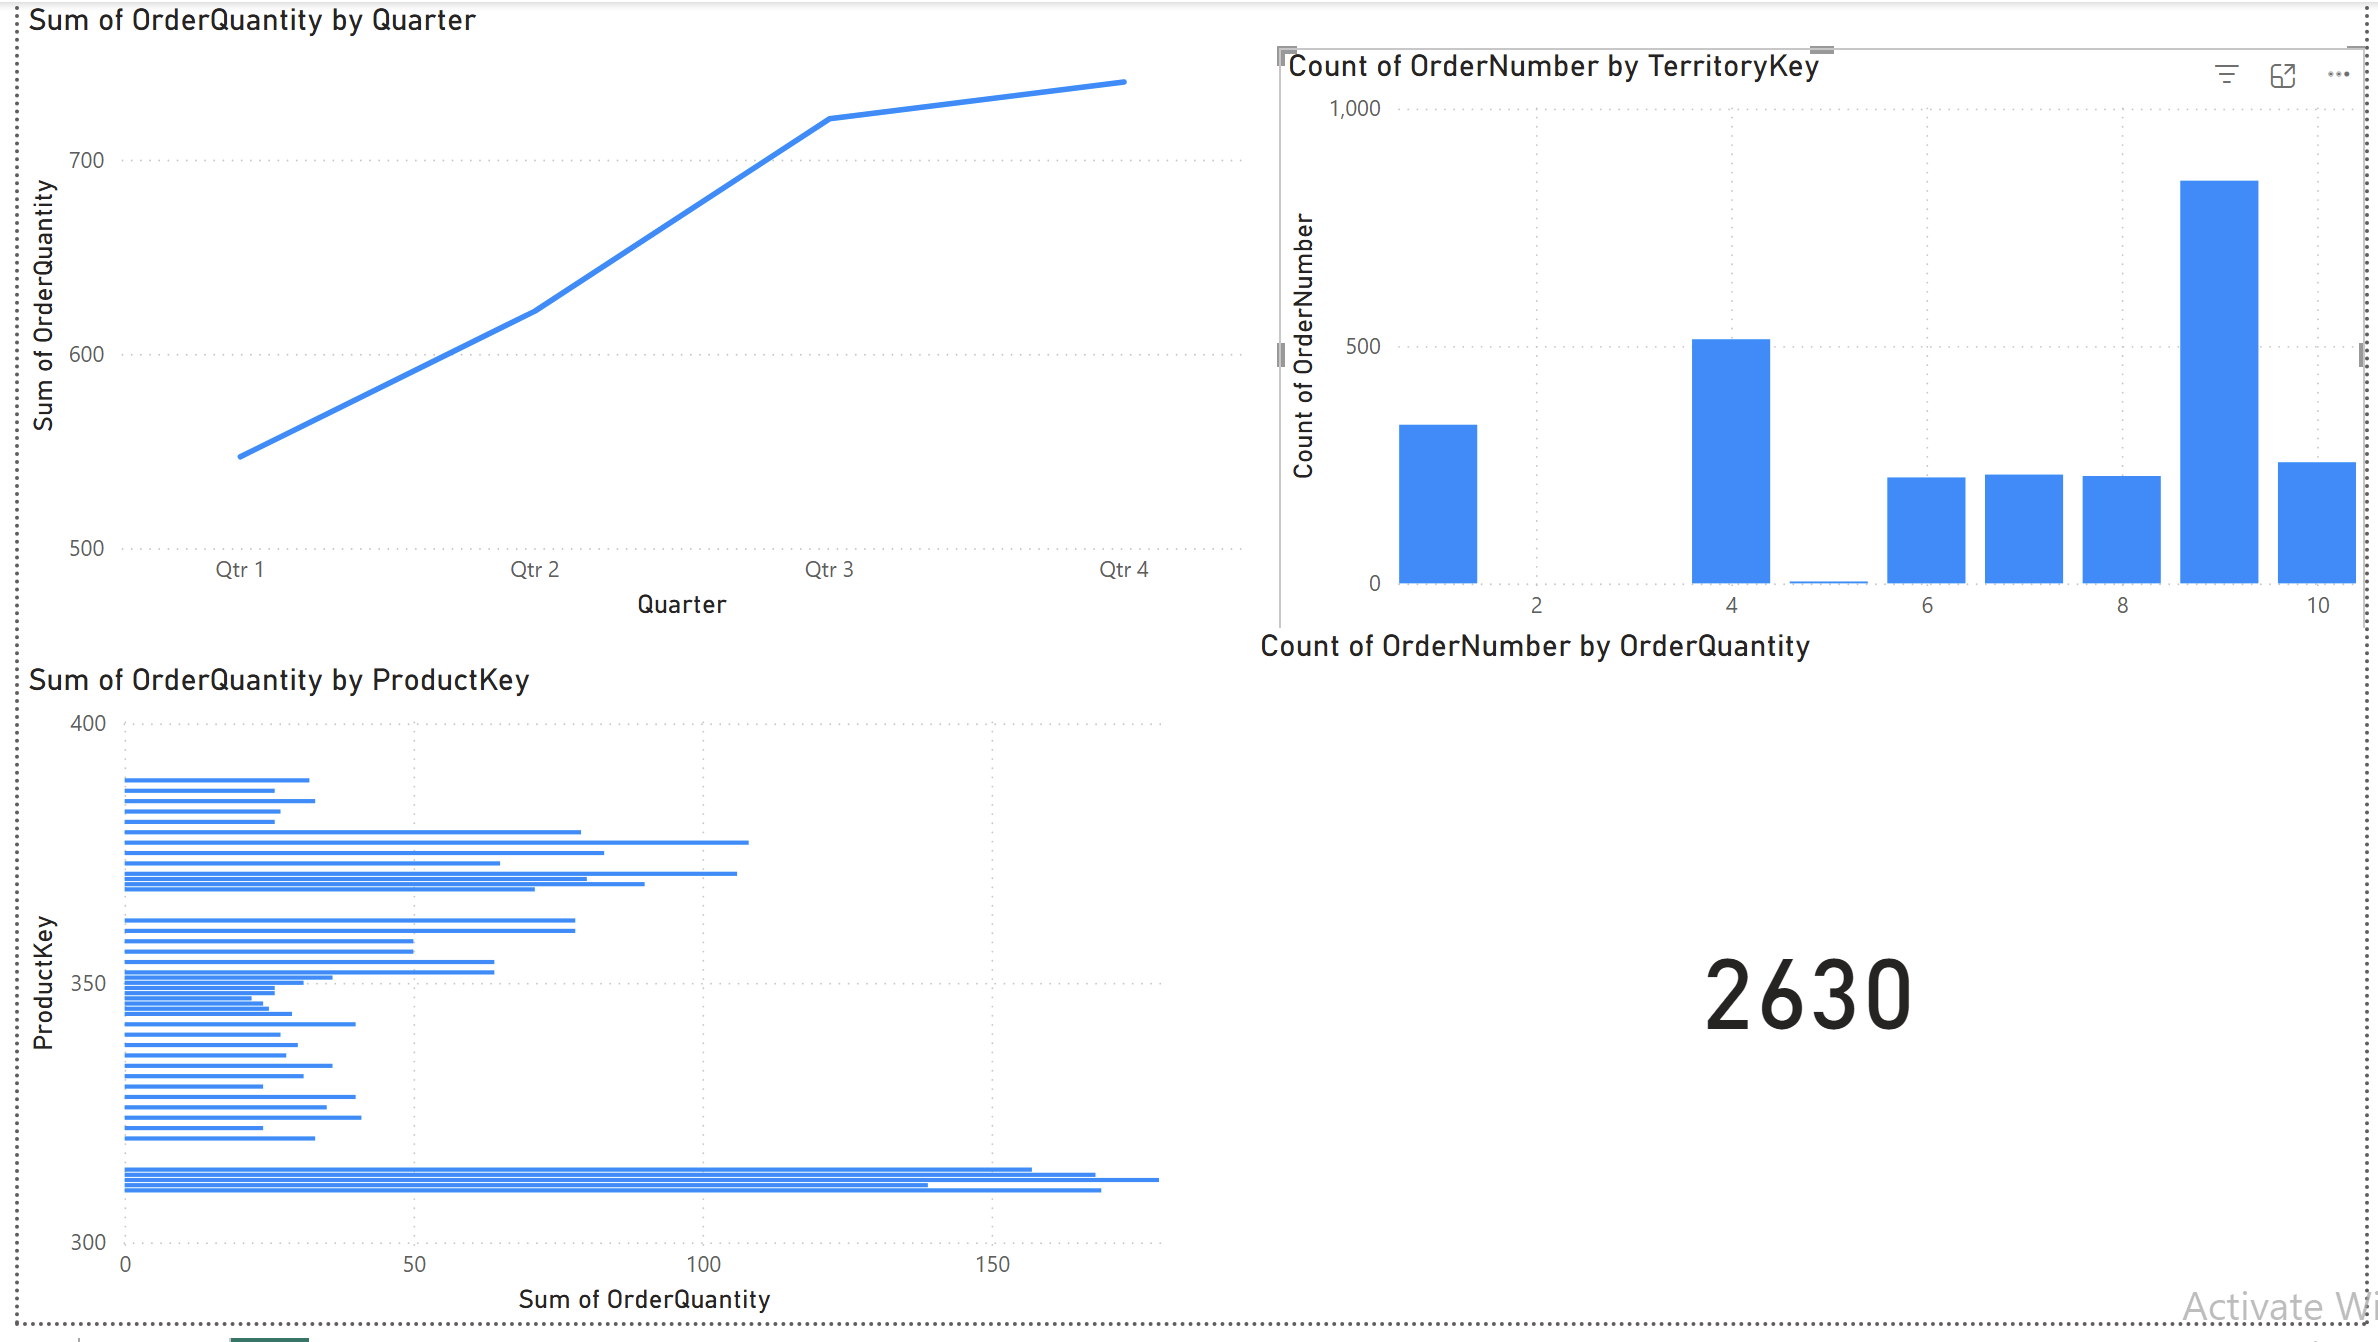 Sum of OrderQuantity by Quarter
Sum of OrderQuantity
700
600
500
Qtr 1 Qtr 2 Qtr 3 Qtr 4
Quarter
Count of OrderNumber by TerritoryKey
Count of OrderNumber
1,000
500
0
2 4 6 8 10
Sum of OrderQuantity by ProductKey
ProductKey
400
350
300
0 50 100 150
Sum of OrderQuantity
Count of OrderNumber by OrderQuantity
2630
Activate